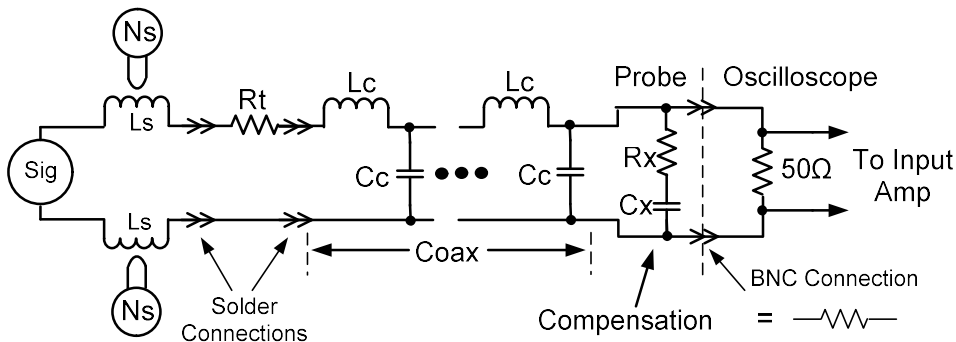 Ns
Ls
Rt
Lc
Lc
Probe
Oscilloscope
Sig
Cc
Cc
Rx
Cx
50Ω
To Input
Amp
Ls
Ns
Solder
Connections
Coax
Compensation
BNC Connection
=